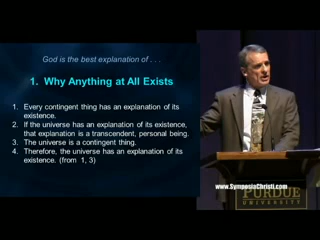 God is the best explanation of . . .
1. Why Anything at All Exists
1. Every contingent thing has an explanation of its
existence.
2. If the universe has an explanation of its existence,
that explanation is a transcendent, personal being.
3. The universe is a contingent thing.
4. Therefore, the universe has an explanation of its
existence. (from 1, 3)
www.SymposiaChristi.com
PURDUE
UNIVERSITY